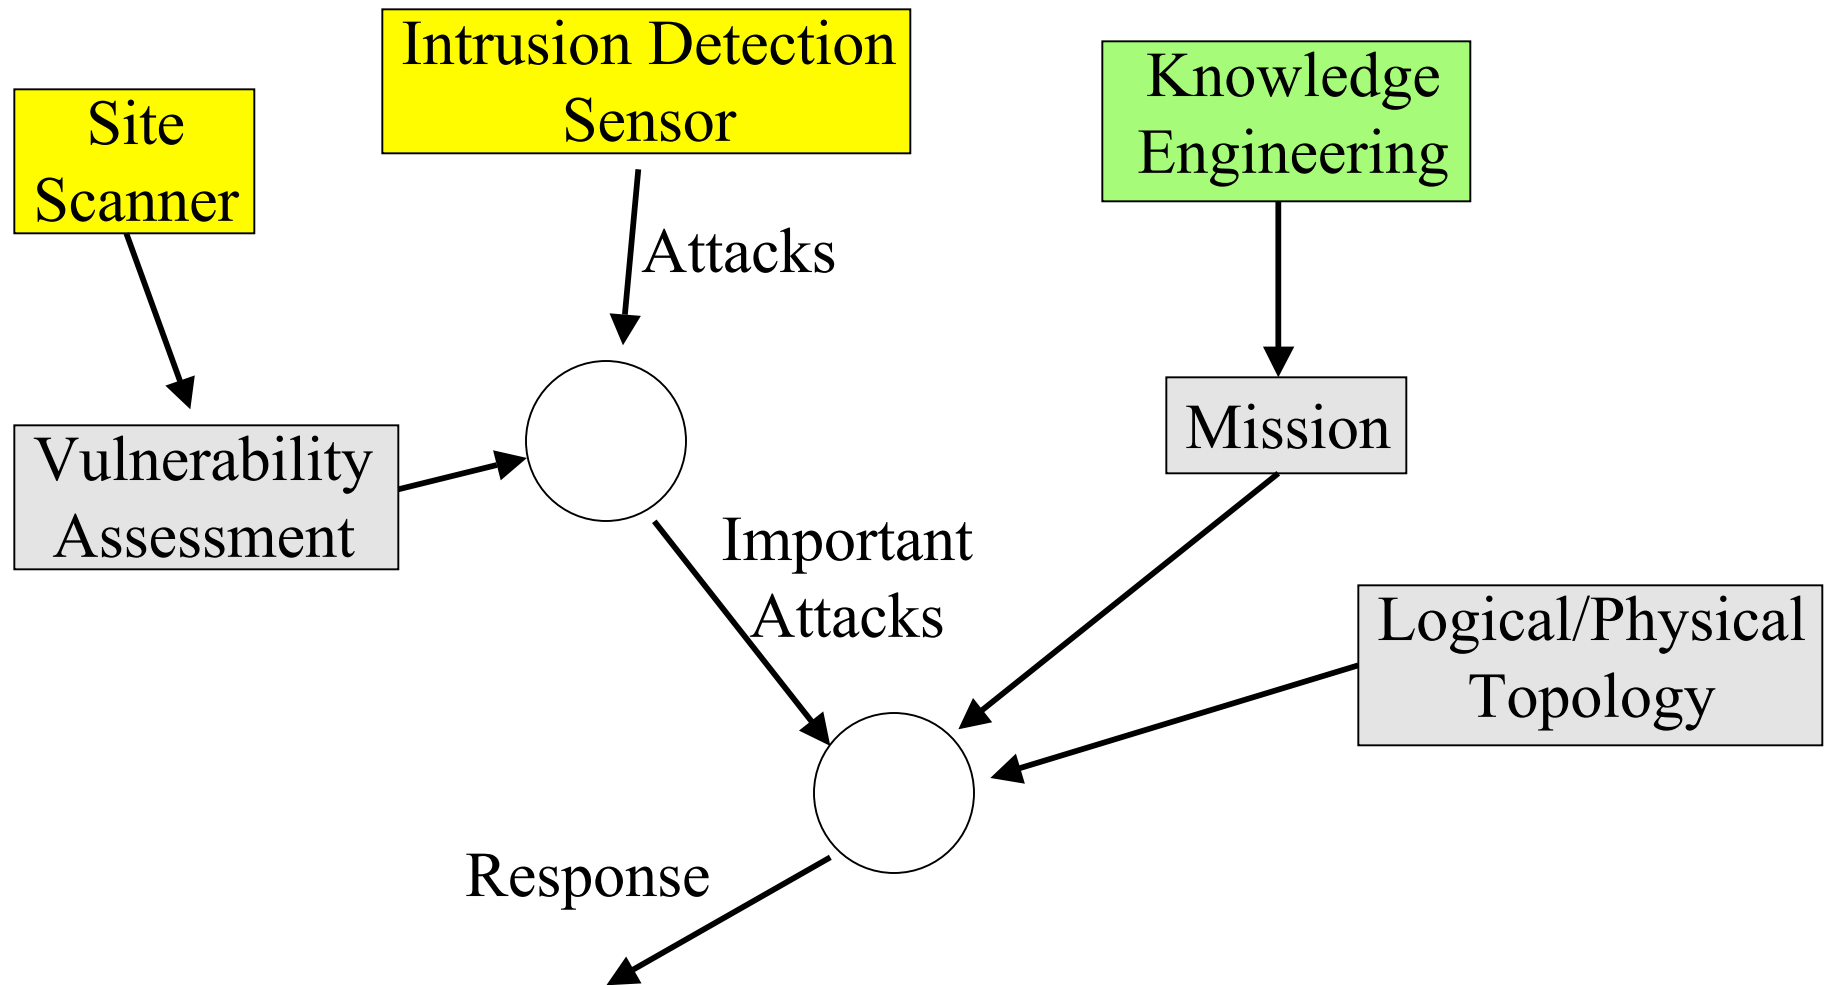 Intrusion Detection
Sensor
Site
Scanner
Knowledge
Engineering
Attacks
Vulnerability
Assessment
Mission
Important
Attacks
Logical/Physical
Topology
Response